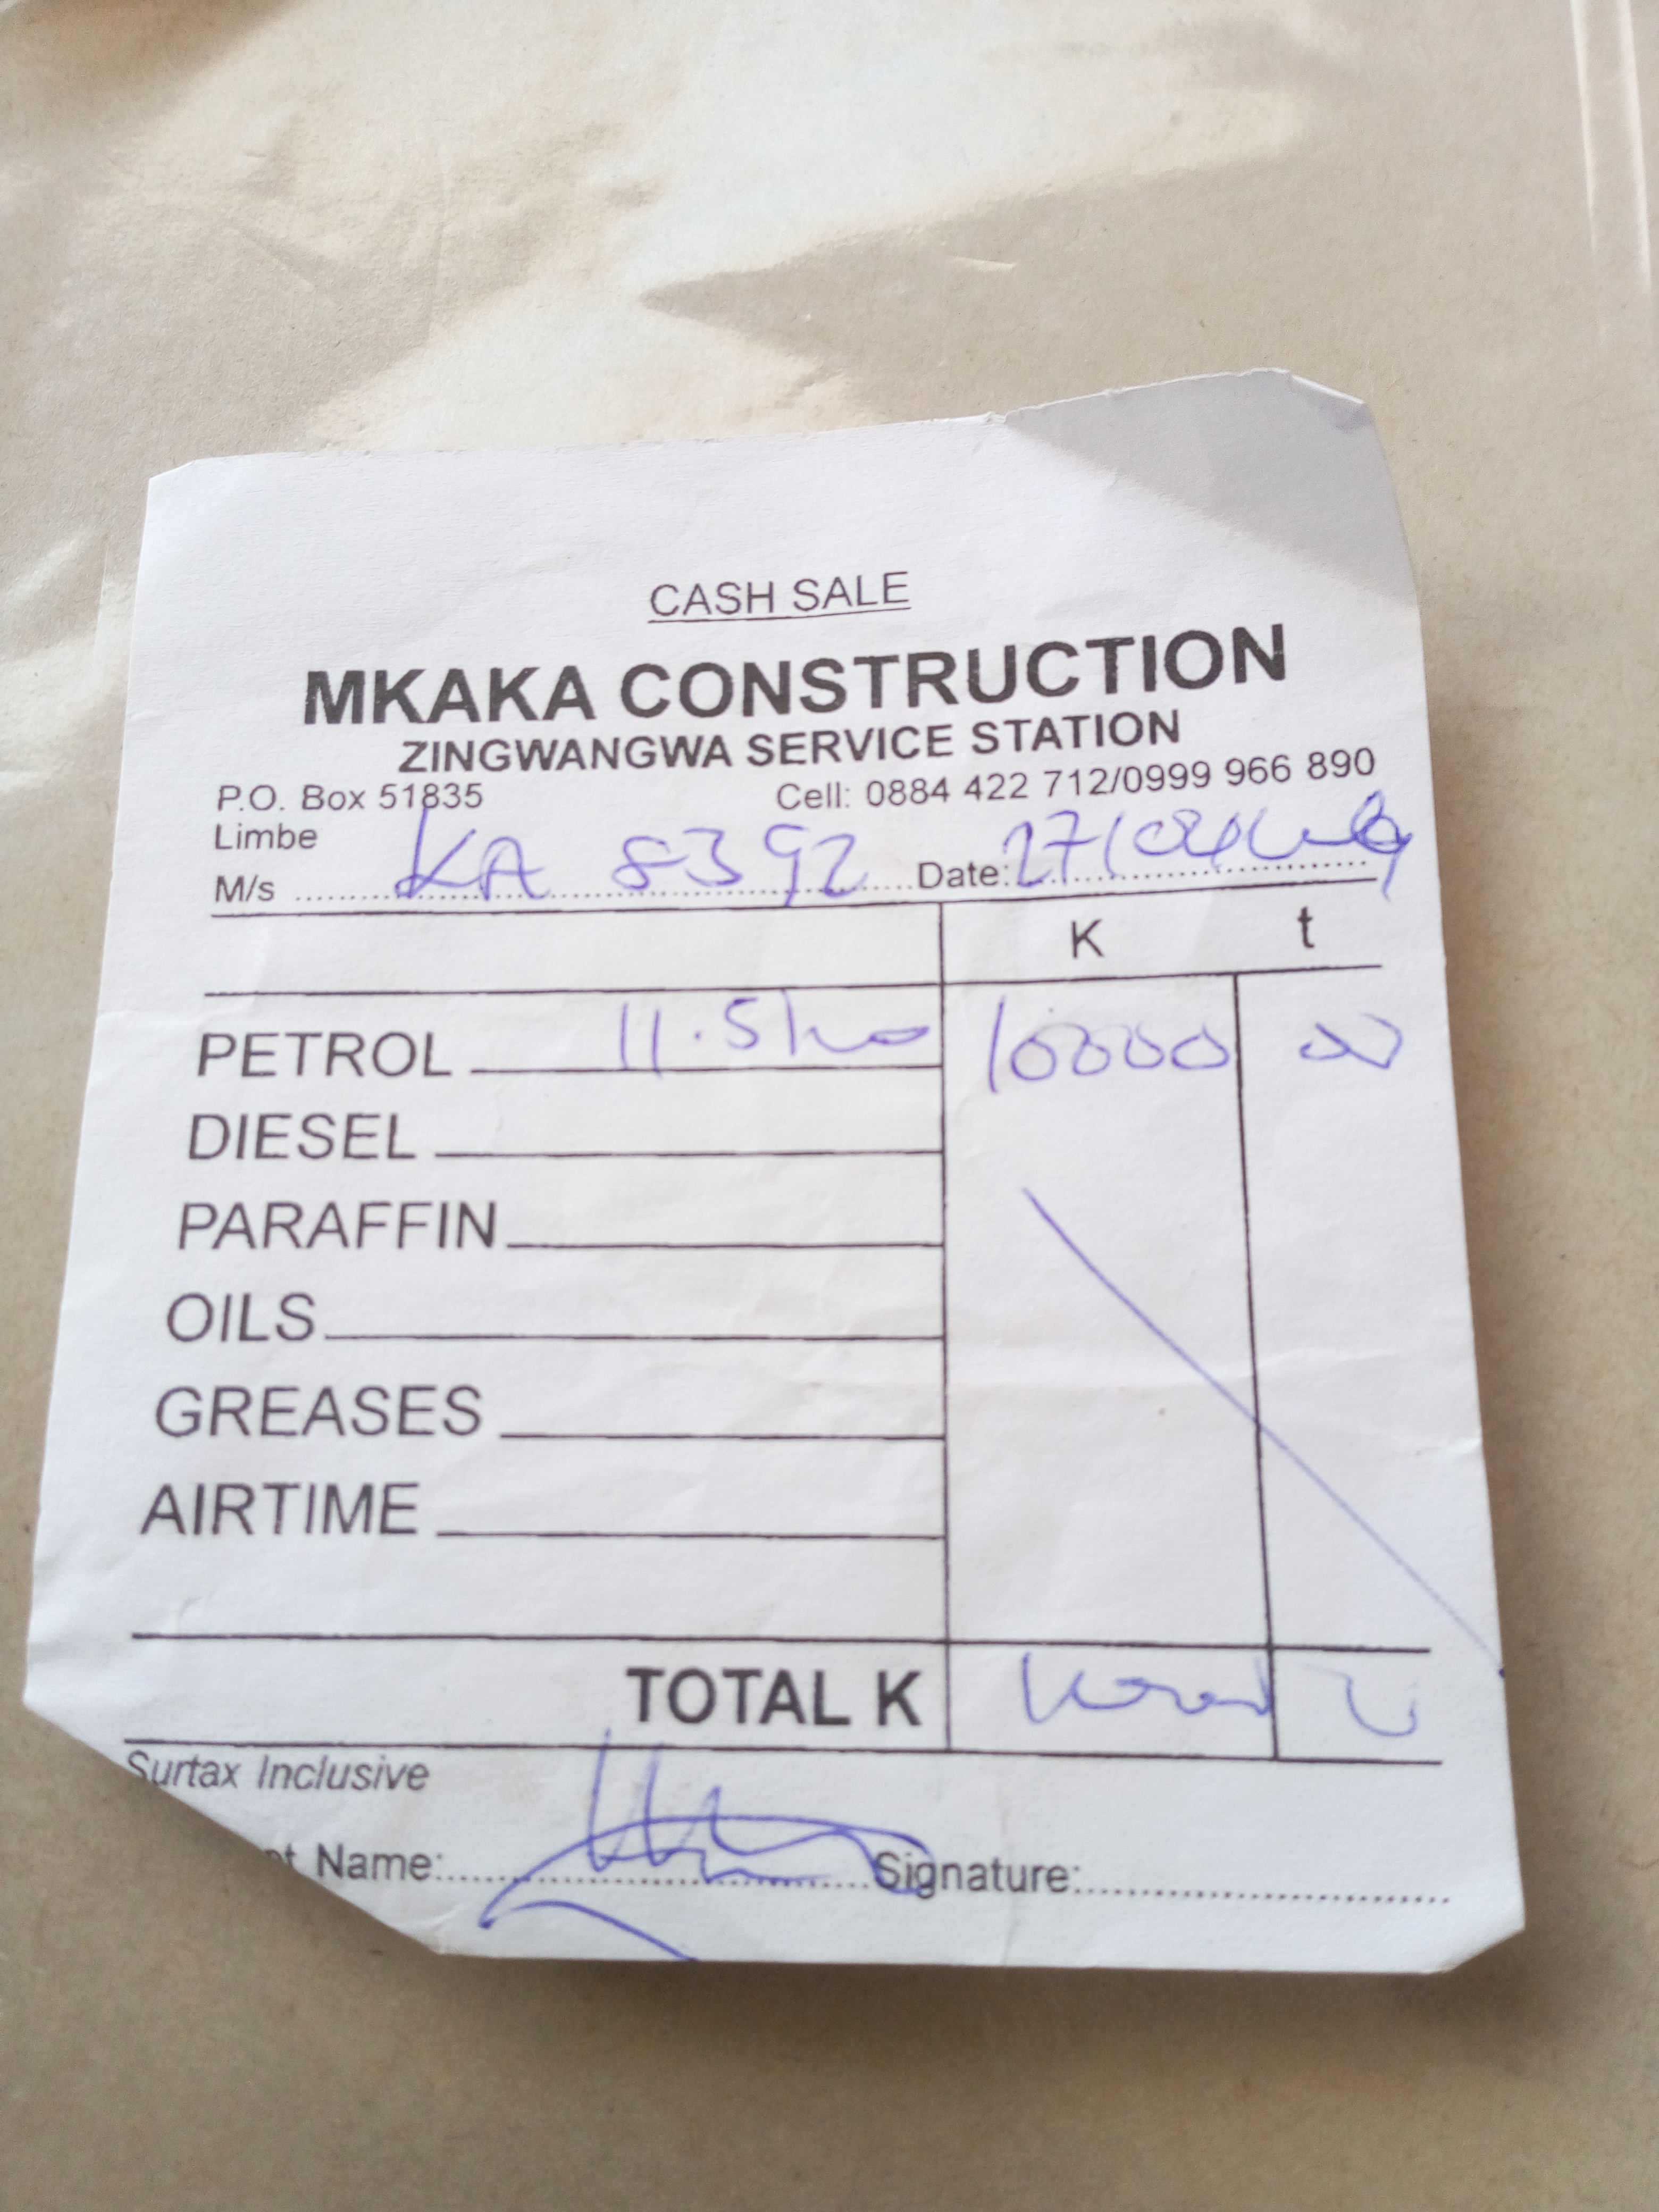 CASH SALE
MKAKA CONSTRUCTION
ZINGWANGWA SERVICE STATION
P.O. Box 51835 Cell: 0884 422 712/0999 966 890
Limbe
M/s KA 8392 Date: 27/
K t
PETROL 11.5 10000 00
DIESEL
PARAFFIN
OILS
GREASES
AIRTIME
TOTAL K
Surtax Inclusive
Name: Signature: